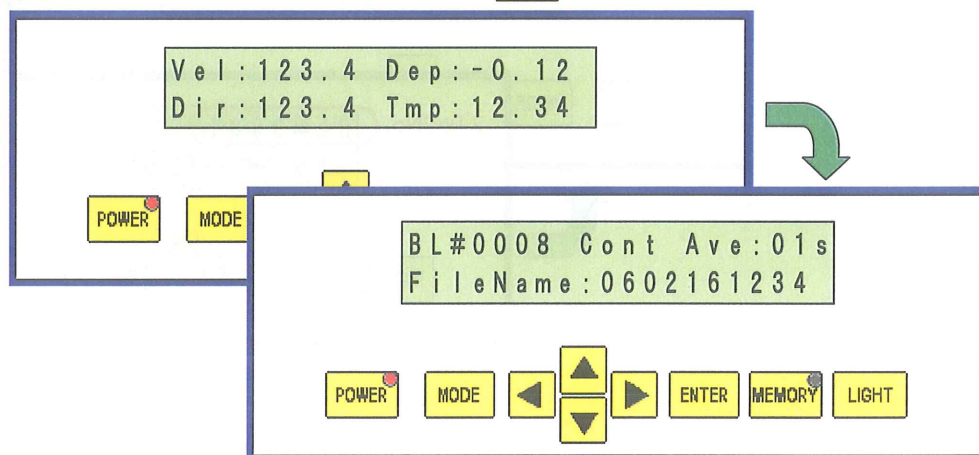 Vel:123.4 Dep:-0.12
Dir:123.4 Tmp:12.34
POWER MODE
BL#0008 Cont Ave:01s
FileName:0602161234
POWER MODE ENTER MEMORY LIGHT